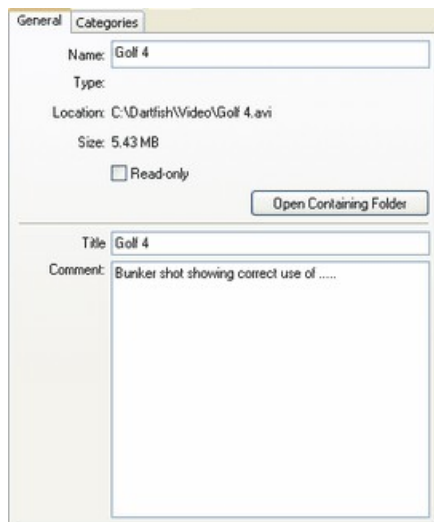 General Categories
Name: Golf 4
Type:
Location: C:\Dartfish\Video\Golf 4.avi
Size: 5.43 MB
Read-only
Open Containing Folder
Title Golf 4
Comment: Bunker shot showing correct use of .....